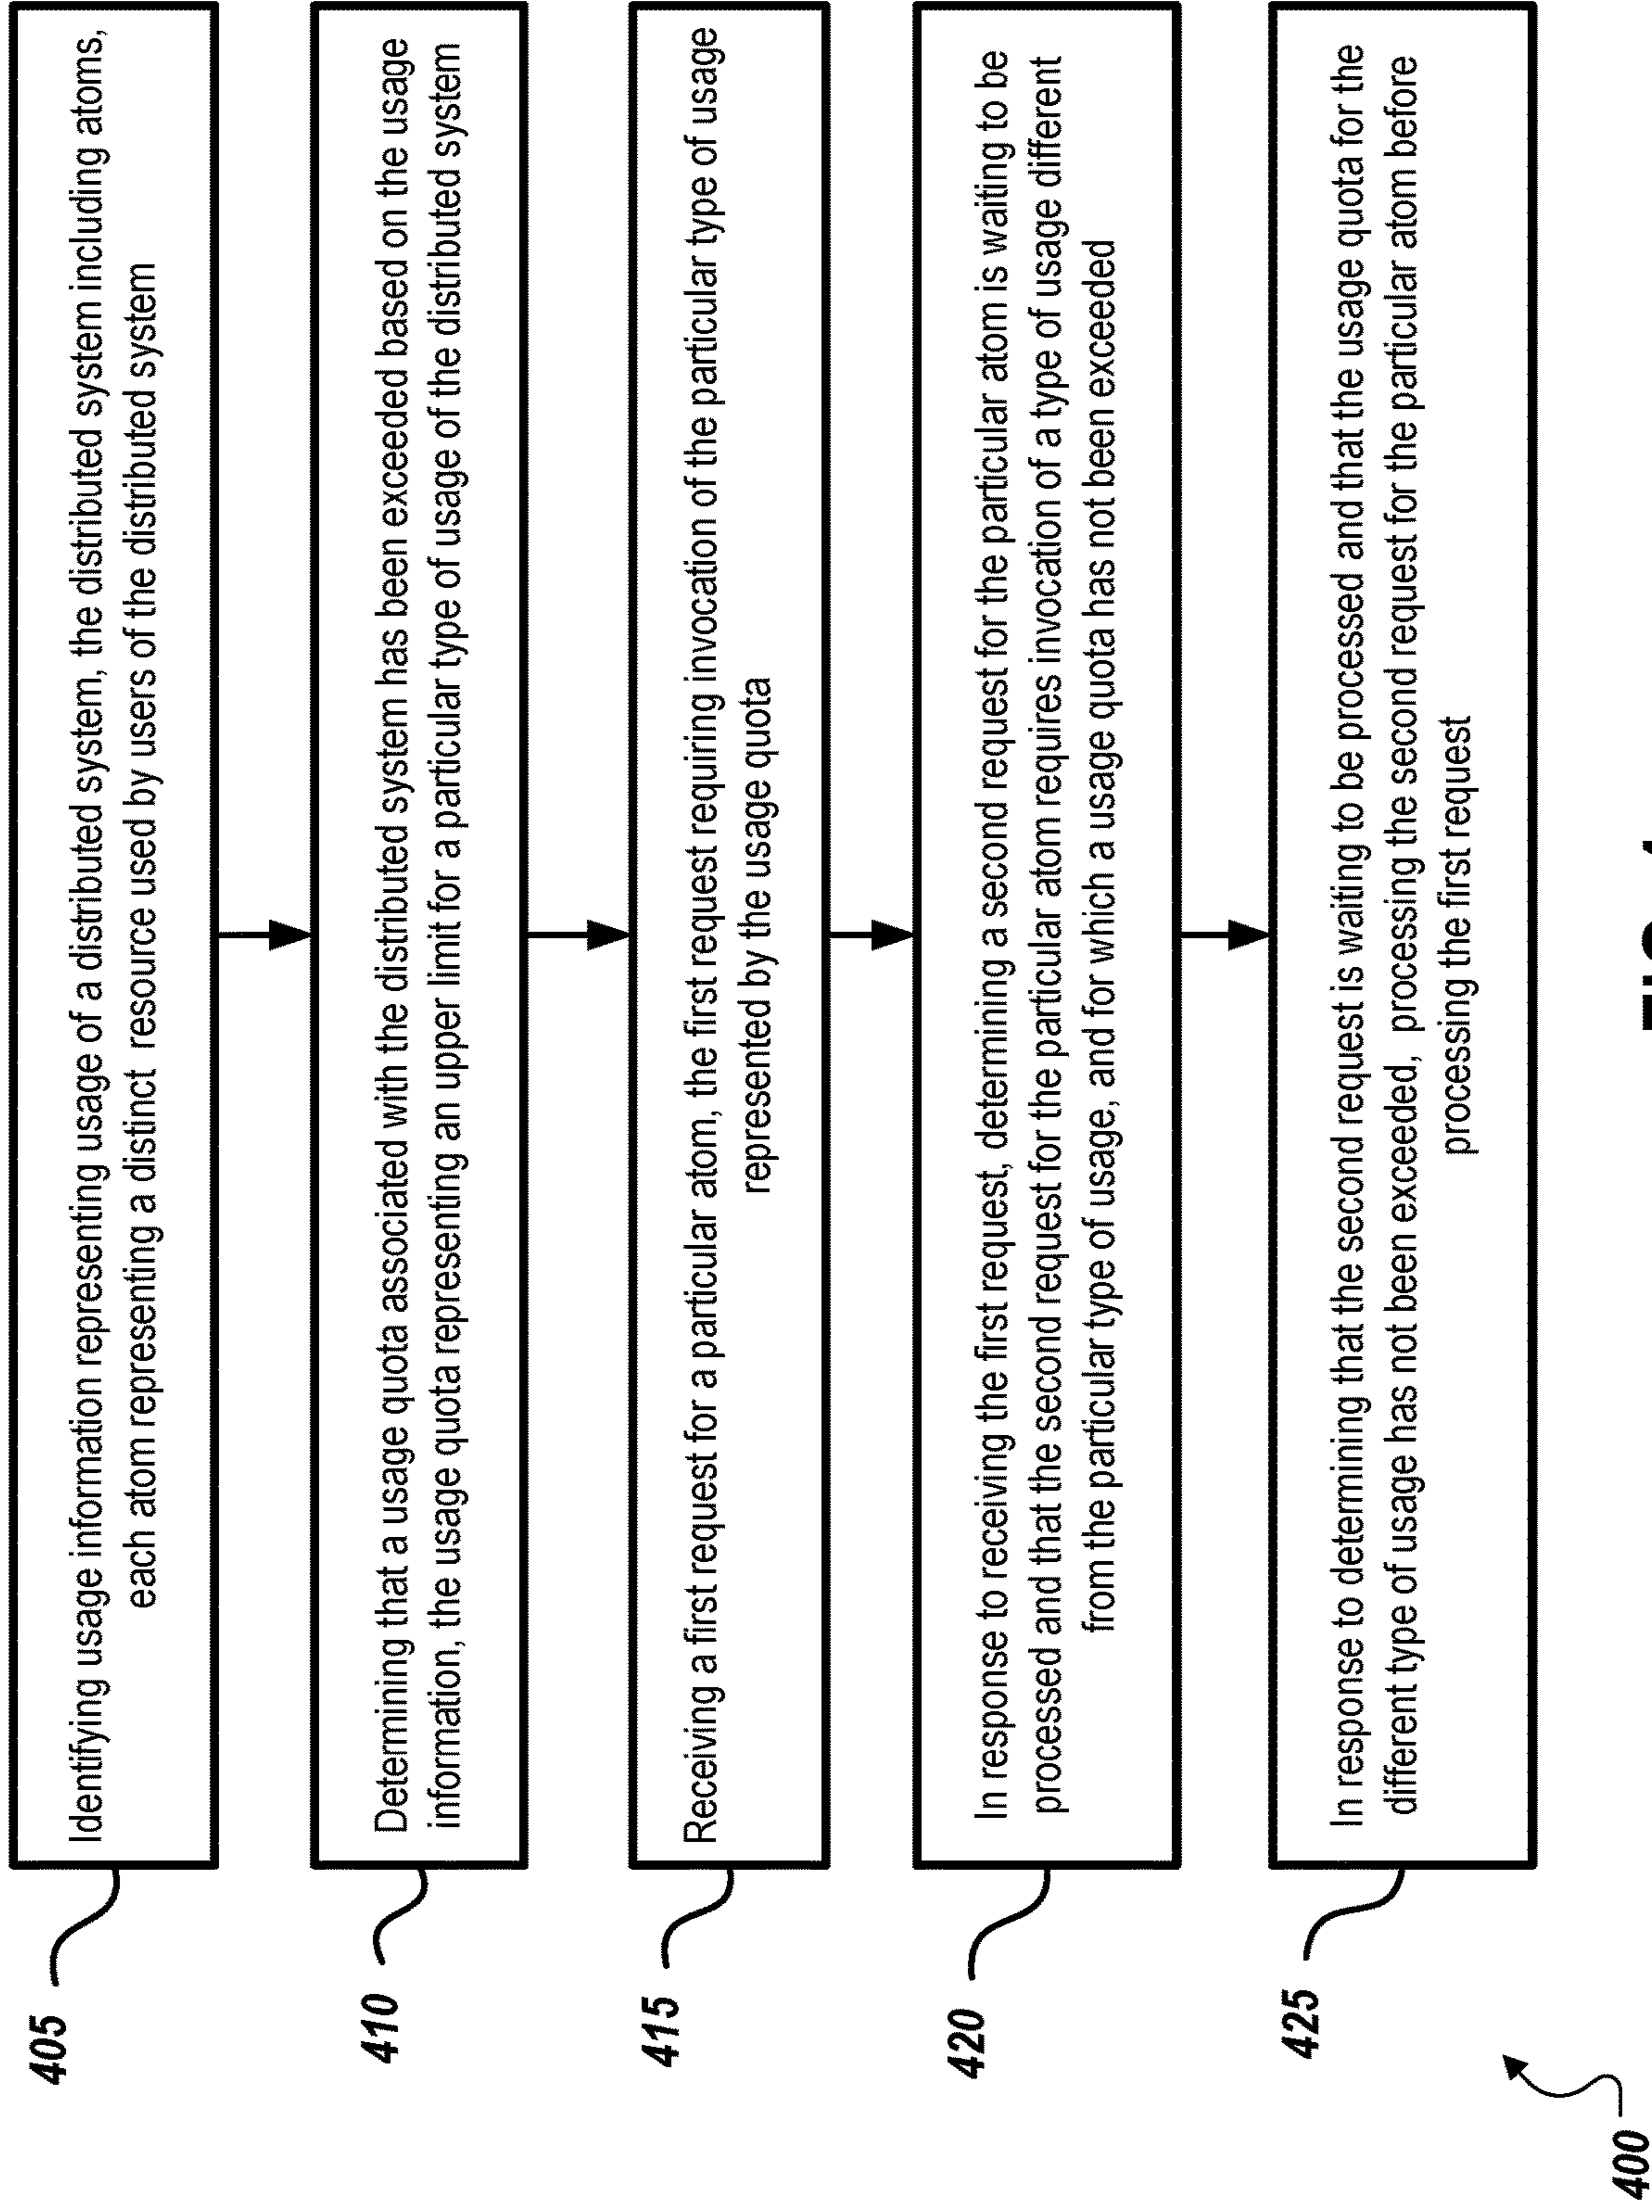 405
Identifying usage information representing usage of a distributed system, the distributed system including atoms,
each atom representing a distinct resource used by users of the distributed system
410
Determining that a usage quota associated with the distributed system has been exceeded based on the usage
information, the usage quota representing an upper limit for a particular type of usage of the distributed system
415
Receiving a first request for a particular atom, the first request requiring invocation of the particular type of usage
represented by the usage quota
420
In response to receiving the first request, determining a second request for the particular atom is waiting to be
processed and that the second request for the particular atom requires invocation of a type of usage different
from the particular type of usage, and for which a usage quota has not been exceeded
425
In response to determining that the second request is waiting to be processed and that the usage quota for the
different type of usage has not been exceeded, processing the second request for the particular atom before
processing the first request
400